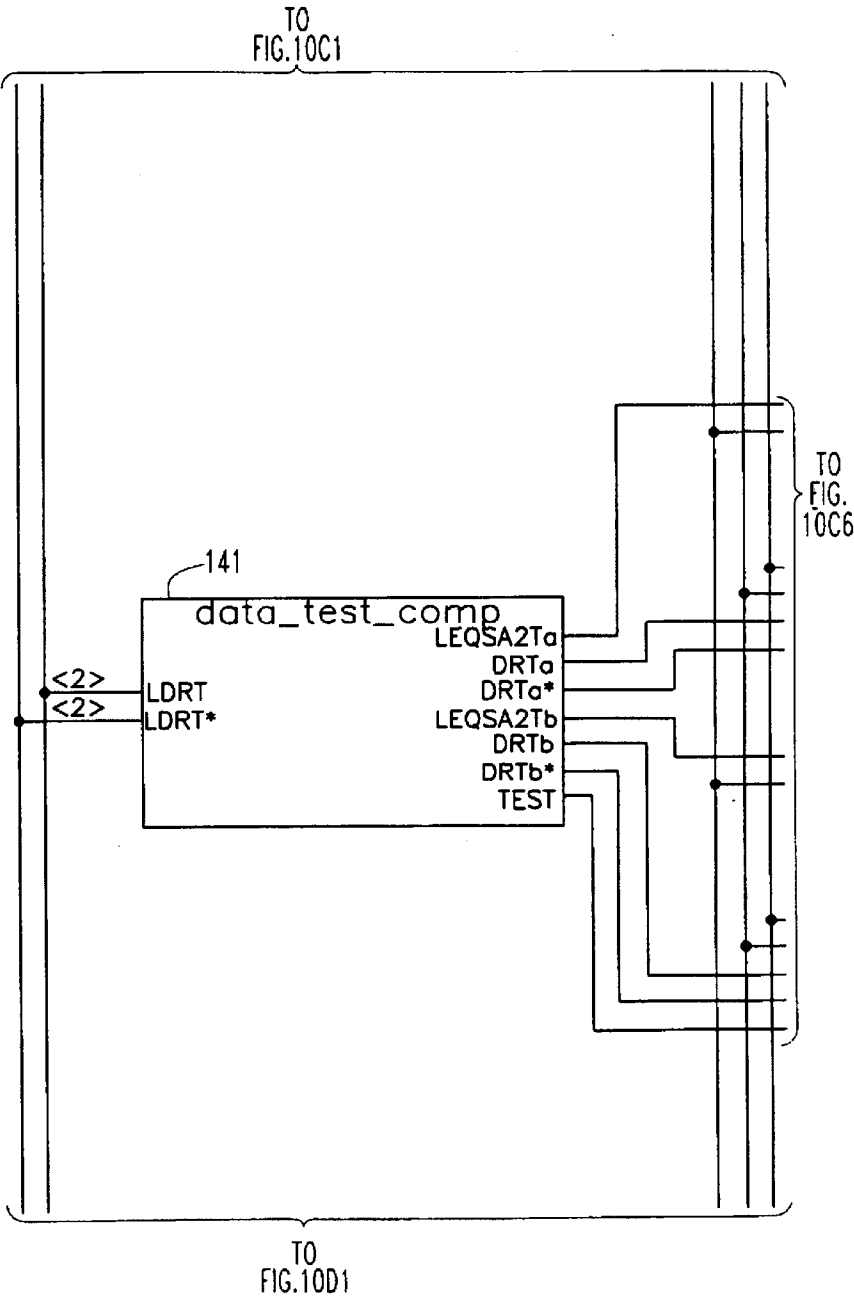 TO
FIG.10C1
TO
FIG.
10C6
141
data_test_comp
LEQSA2Ta
DRTa
<2> LDRT
DRTa*
<2> LDRT*
LEQSA2Tb
DRTb
DRTb*
TEST
TO
FIG.10D1